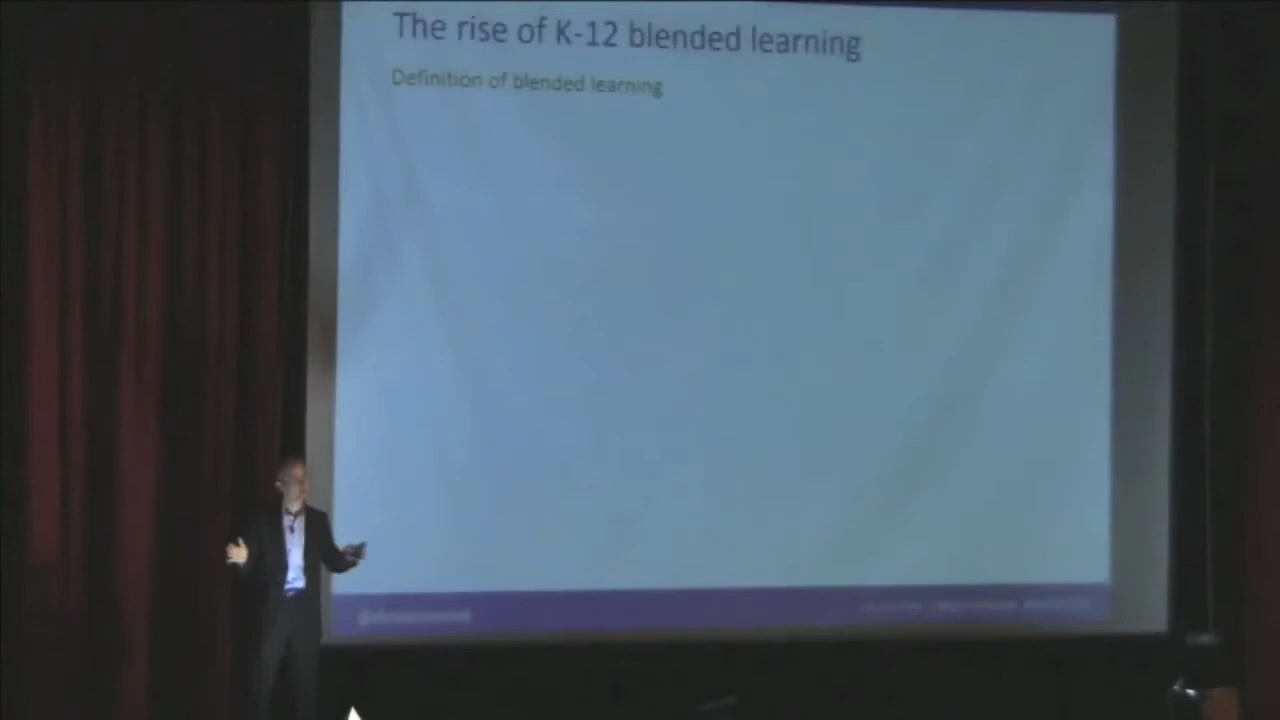 The rise of K-12 blended learning
Definition of blended learning